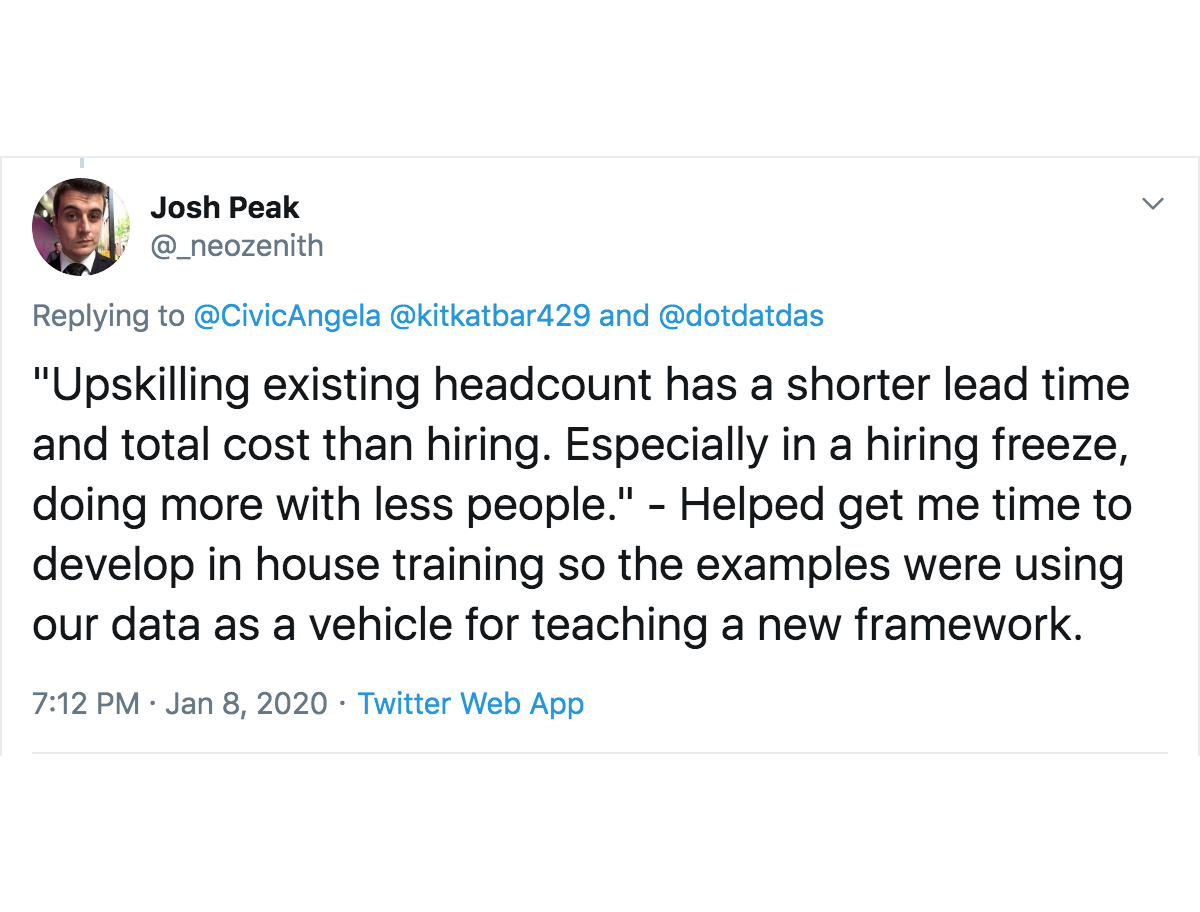 Josh Peak
@_neozenith
Replying to @CivicAngela @kitkatbar429 and @dotdatdas
"Upskilling existing headcount has a shorter lead time
and total cost than hiring. Especially in a hiring freeze,
doing more with less people." - Helped get me time to
develop in house training so the examples were using
our data as a vehicle for teaching a new framework.
7:12 PM · Jan 8, 2020 · Twitter Web App